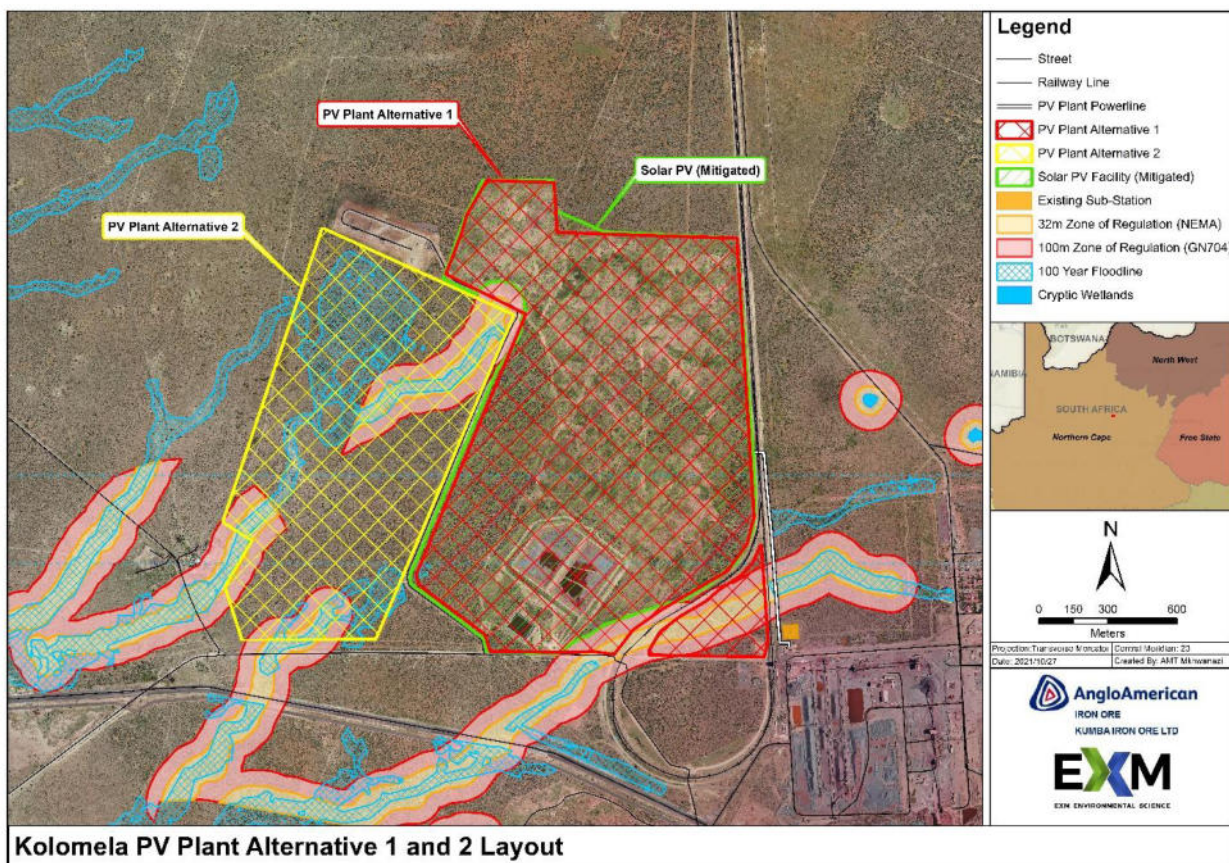 Legend
Street
Railway Line
PV Plant Powerline
PV Plant Alternative 1
PV Plant Alternative 2
Solar PV Facility (Mitigated)
Existing Sub-Station
32m Zone of Regulation (NEMA)
100m Zone of Regulation (GN704)
100 Year Floodline
Cryptic Wetlands
PV Plant Alternative 1
Solar PV (Mitigated)
PV Plant Alternative 2
BOTSWANA
North West
NAMIBIA
SOUTH AFRICA
Northern Cape
Free State
N
0 150 300 600
Meters
Projection:Transverse Mercator Central Meridian: 23
Date: 2021/10/27 Created By: AMT Mkhwanazi
AngloAmerican
IRON ORE
KUMBA IRON ORE LTD
EXM
EXM ENVIRONMENTAL SCIENCE
Kolomela PV Plant Alternative 1 and 2 Layout